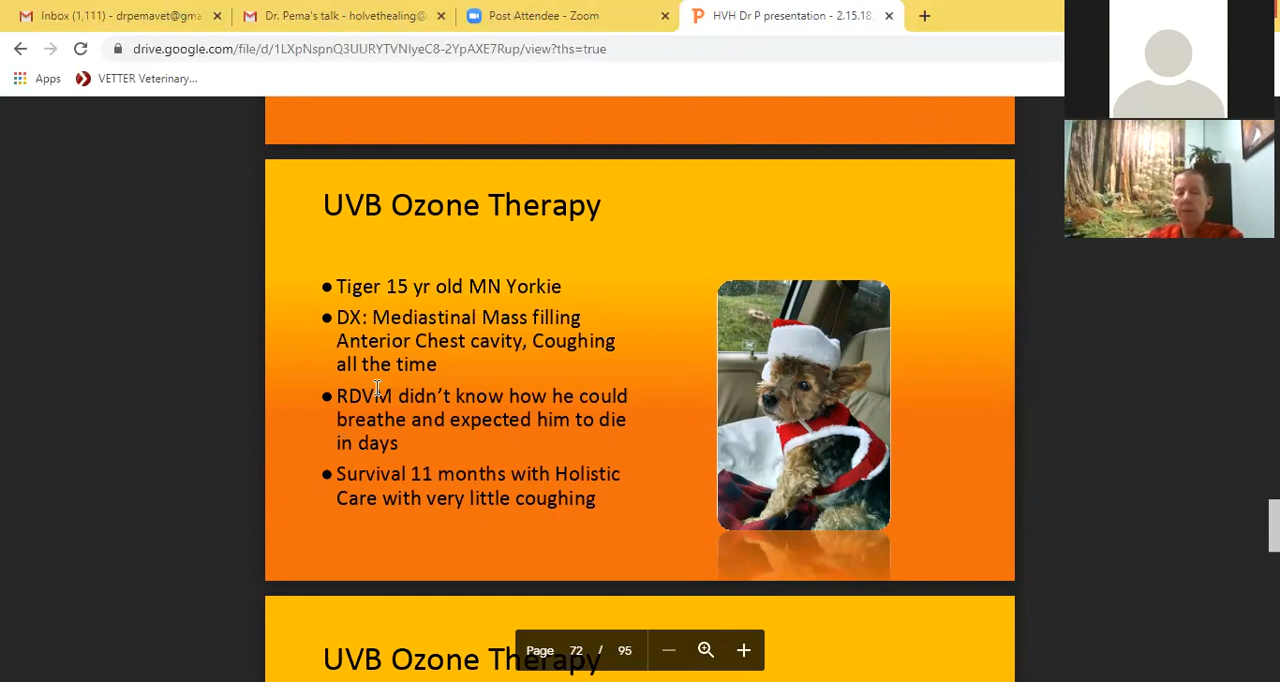 Inbox (1,111) - drpemavet@gma
Dr. Pema's talk - holvethealing@
Post Attendee - Zoom
HVH Dr P presentation - 2.15.18.
drive.google.com/file/d/1LXpNspnQ3UURYTVNlyeC8-2YpAXE7Rup/view?ths=true
Apps
VETTER Veterinary...
UVB Ozone Therapy
● Tiger 15 yr old MN Yorkie
● DX: Mediastinal Mass filling
Anterior Chest cavity, Coughing
all the time
● RDVM didn’t know how he could
breathe and expected him to die
in days
● Survival 11 months with Holistic
Care with very little coughing
UVB Ozone Therapy
Page 72 / 95